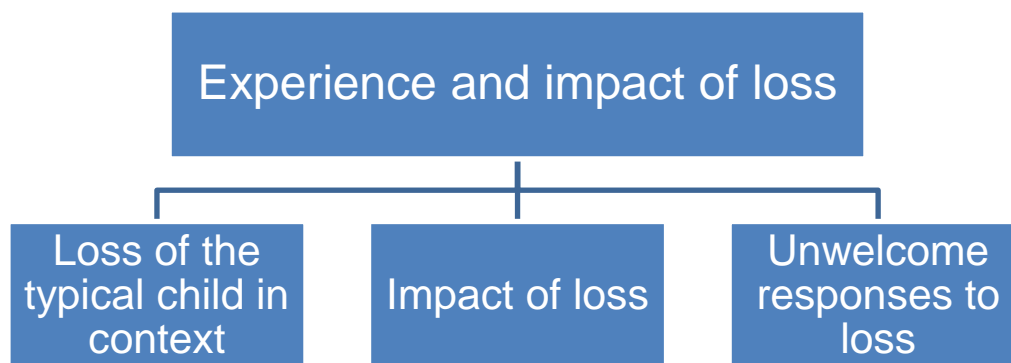 Experience and impact of loss
Loss of the
typical child in
context
Impact of loss
Unwelcome
responses to
loss